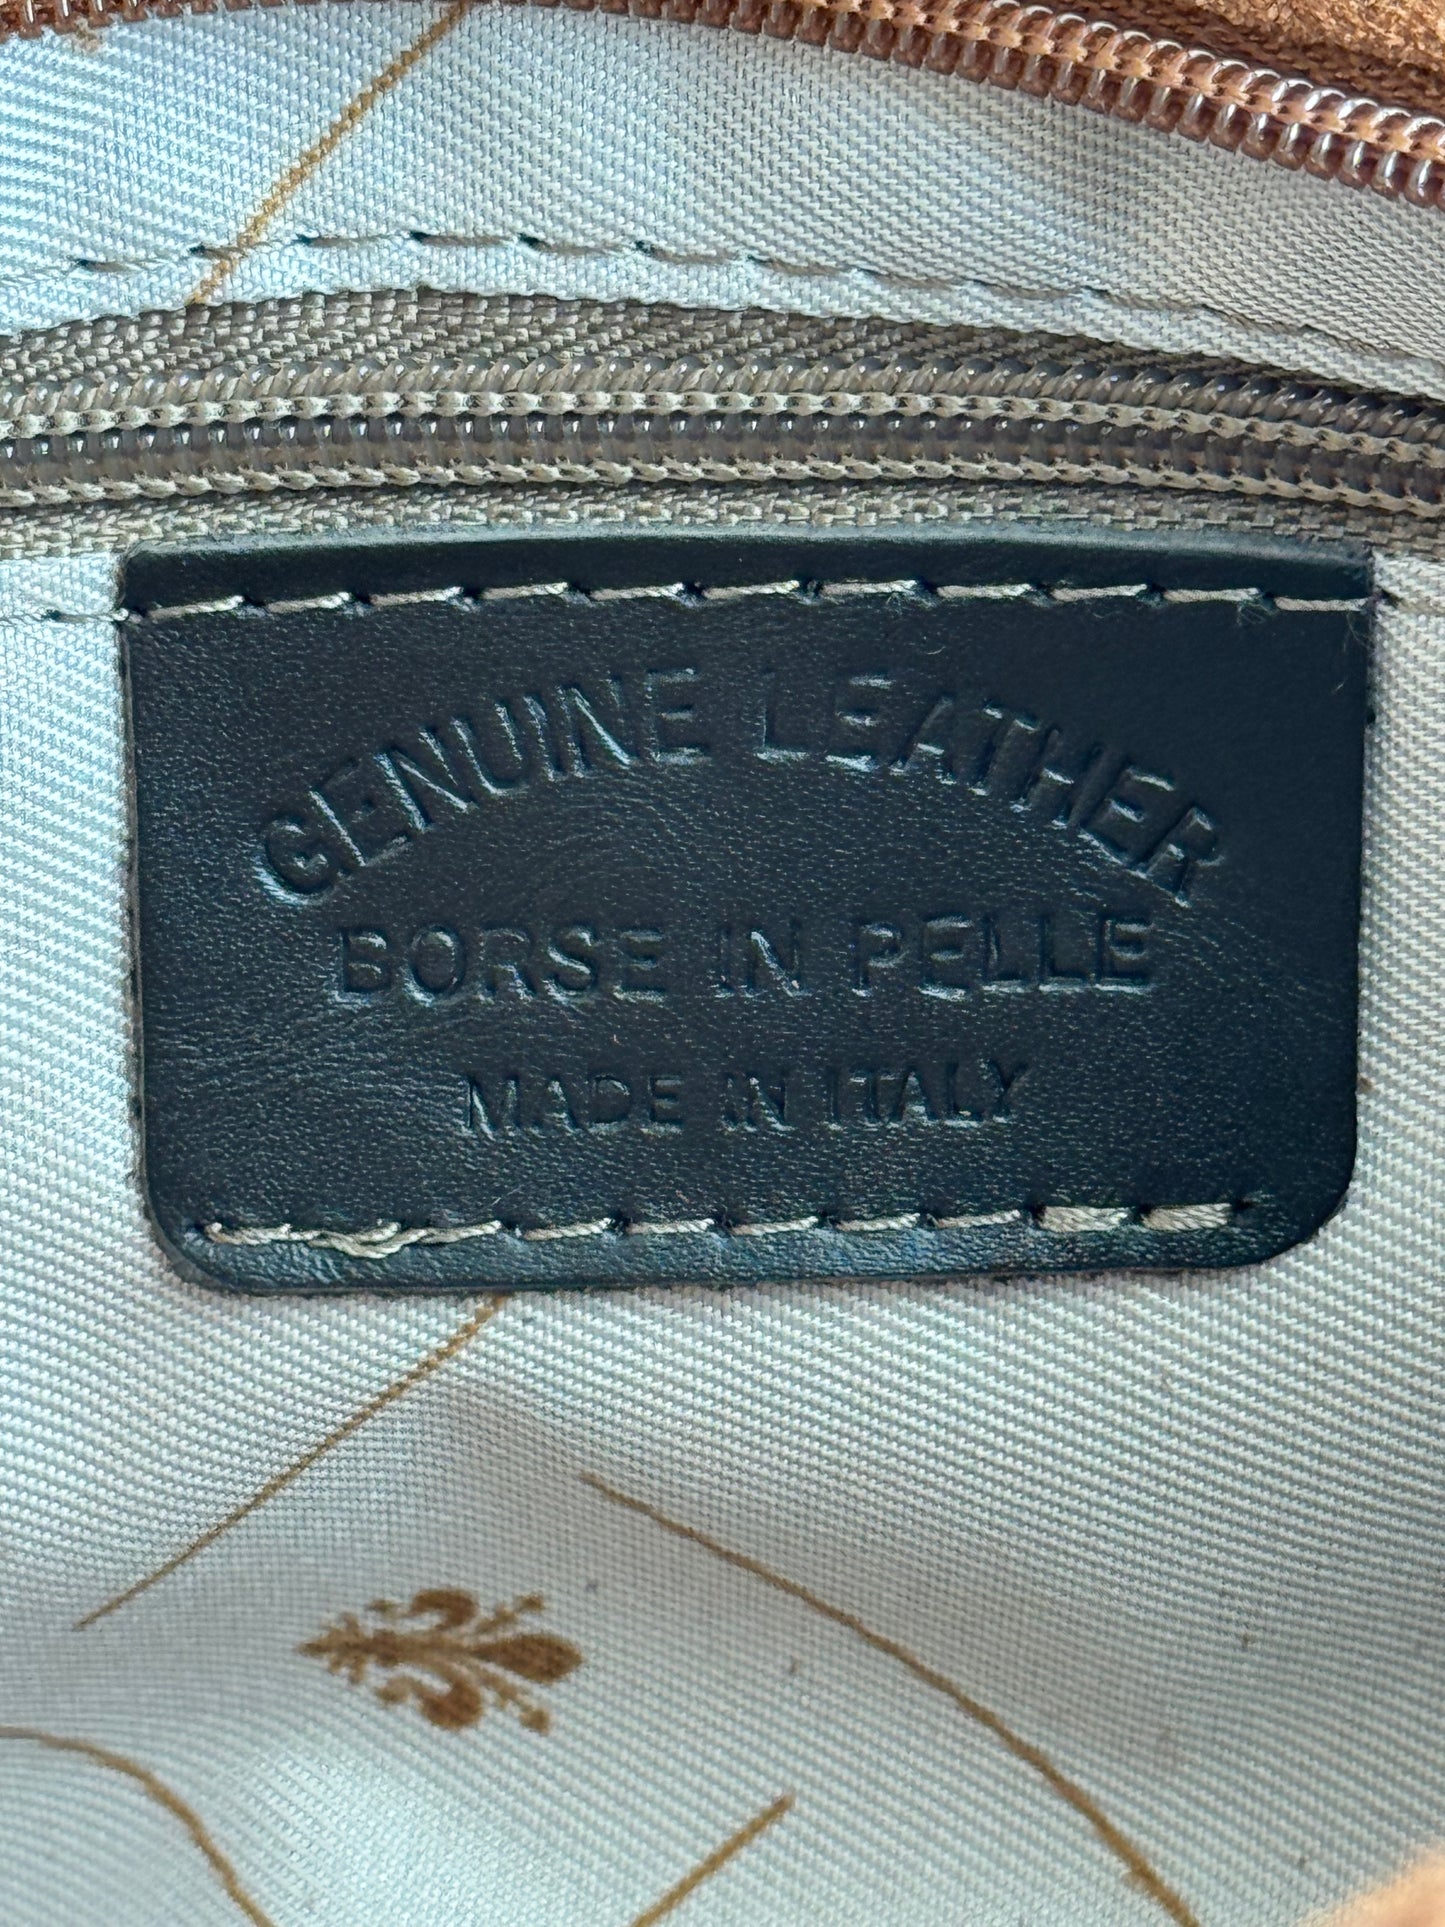 GENUINE LEATHER
BORSE IN PELLE
MADE IN ITALY